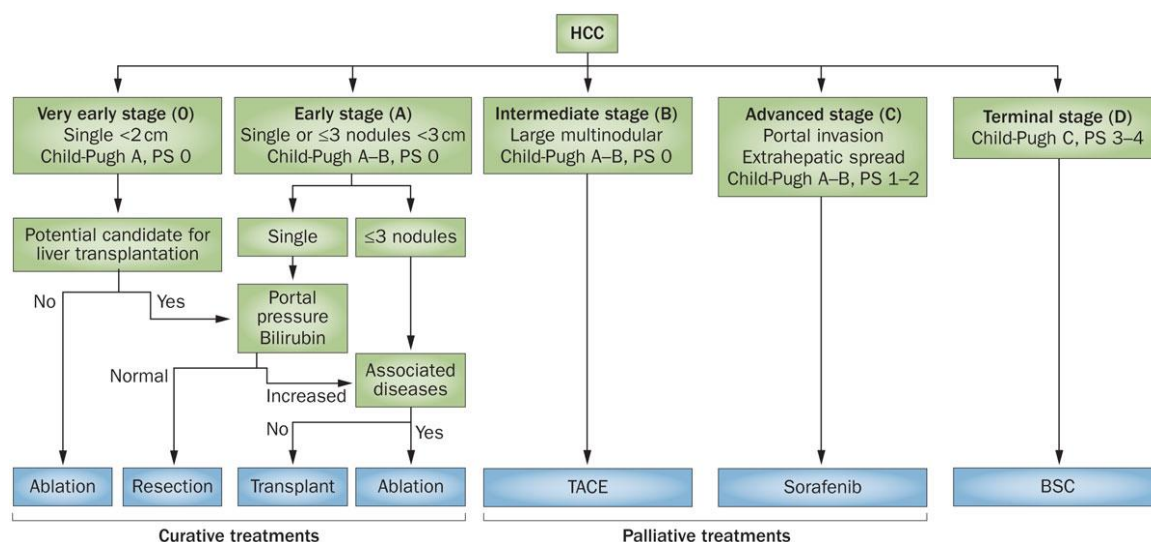 HCC
Very early stage (0)
Single <2 cm
Child-Pugh A, PS 0
Early stage (A)
Single or ≤3 nodules <3 cm
Child-Pugh A–B, PS 0
Intermediate stage (B)
Large multinodular
Child-Pugh A–B, PS 0
Advanced stage (C)
Portal invasion
Extrahepatic spread
Child-Pugh A–B, PS 1–2
Terminal stage (D)
Child-Pugh C, PS 3–4
Potential candidate for
liver transplantation
Single
≤3 nodules
No
Yes
Portal
pressure
Bilirubin
Normal
Increased
Associated
diseases
No
Yes
Ablation
Resection
Transplant
Ablation
TACE
Sorafenib
BSC
Curative treatments
Palliative treatments